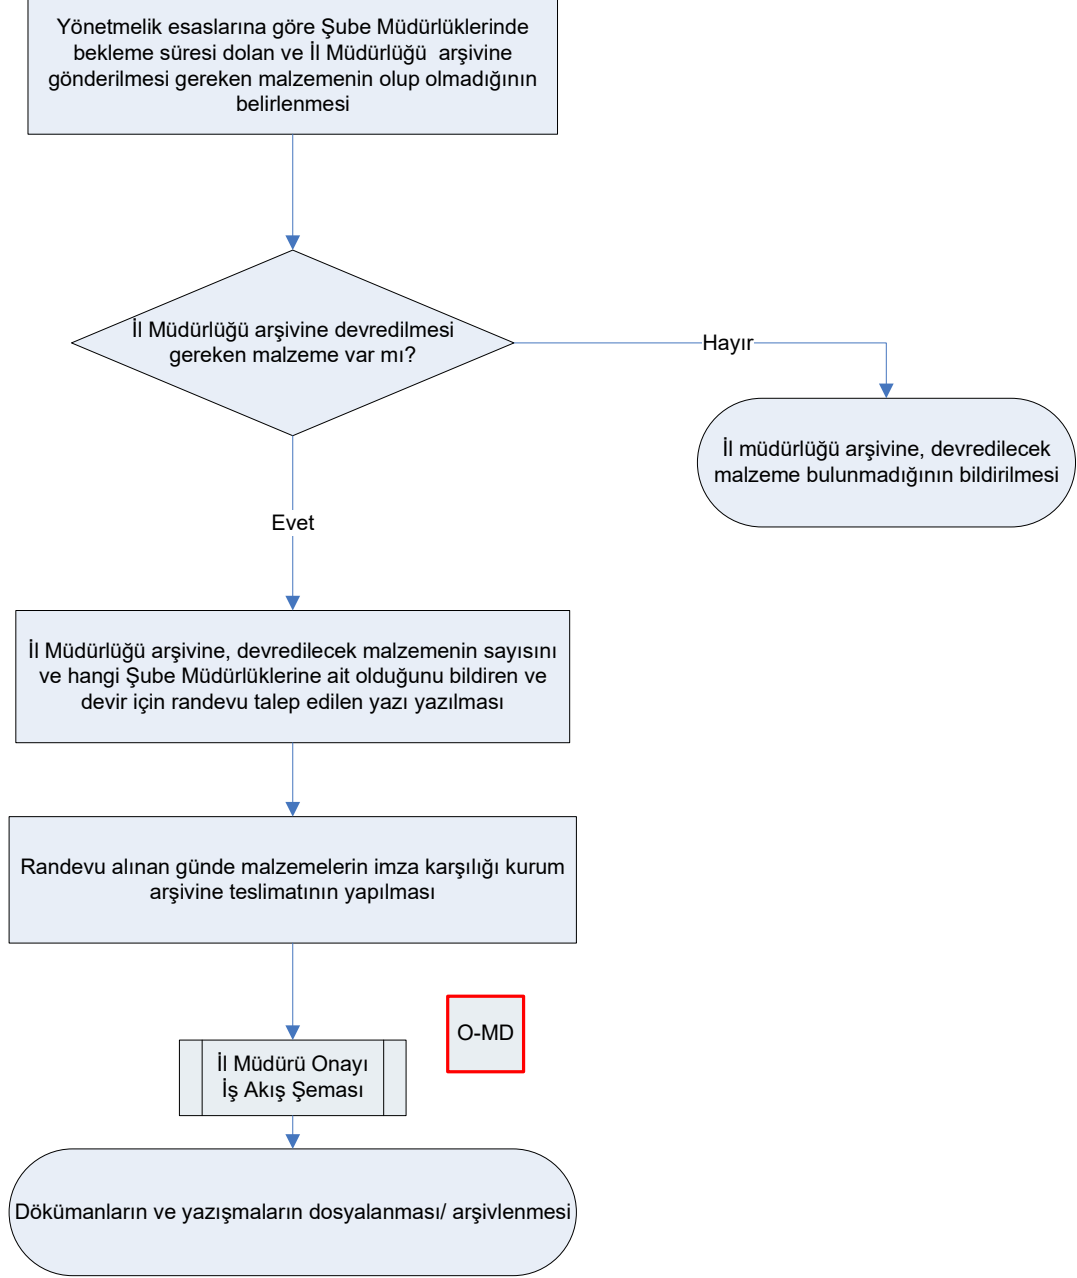 Yönetmelik esaslarına göre Şube Müdürlüklerinde
bekleme süresi dolan ve İl Müdürlüğü  arşivine
gönderilmesi gereken malzemenin olup olmadığının
belirlenmesi
İl Müdürlüğü arşivine devredilmesi
gereken malzeme var mı?
Hayır
İl müdürlüğü arşivine, devredilecek
malzeme bulunmadığının bildirilmesi
Evet
İl Müdürlüğü arşivine, devredilecek malzemenin sayısını
ve hangi Şube Müdürlüklerine ait olduğunu bildiren ve
devir için randevu talep edilen yazı yazılması
Randevu alınan günde malzemelerin imza karşılığı kurum
arşivine teslimatının yapılması
O-MD
İl Müdürü Onayı
İş Akış Şeması
Dökümanların ve yazışmaların dosyalanması/ arşivlenmesi